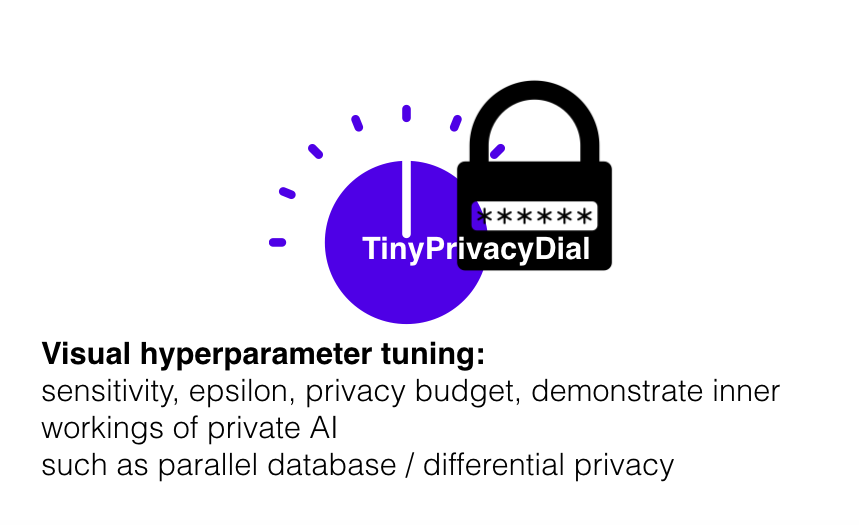 ******
TinyPrivacyDial
Visual hyperparameter tuning:
sensitivity, epsilon, privacy budget, demonstrate inner
workings of private AI
such as parallel database / differential privacy